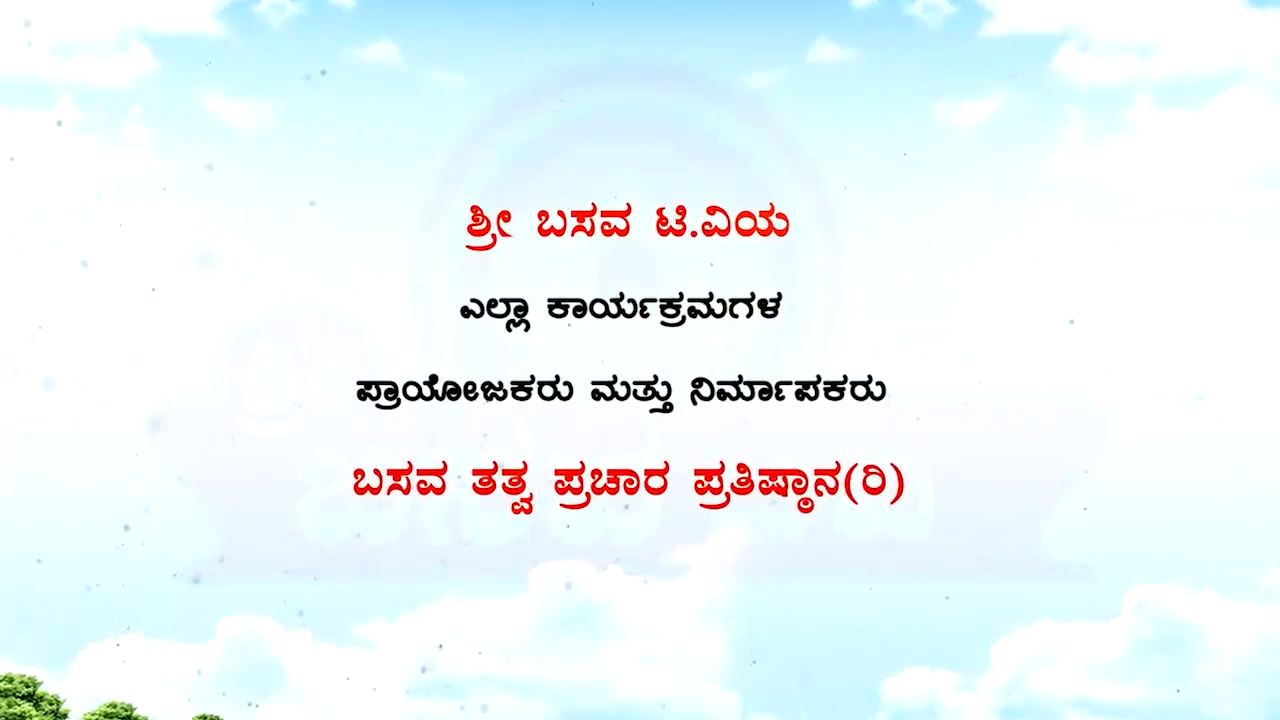 ಶ್ರೀ ಬಸವ ಟಿ.ವಿಯ
ಎಲ್ಲಾ ಕಾರ್ಯಕ್ರಮಗಳ
ಪ್ರಾಯೋಜಕರು ಮತ್ತು ನಿರ್ಮಾಪಕರು
ಬಸವ ತತ್ವ ಪ್ರಚಾರ ಪ್ರತಿಷ್ಠಾನ(ರಿ)